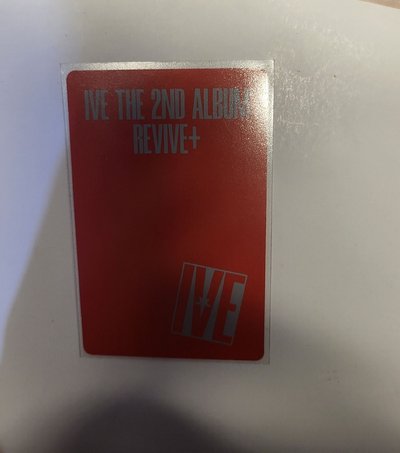 IVE THE 2ND ALBUM
REVIVE+
IVE